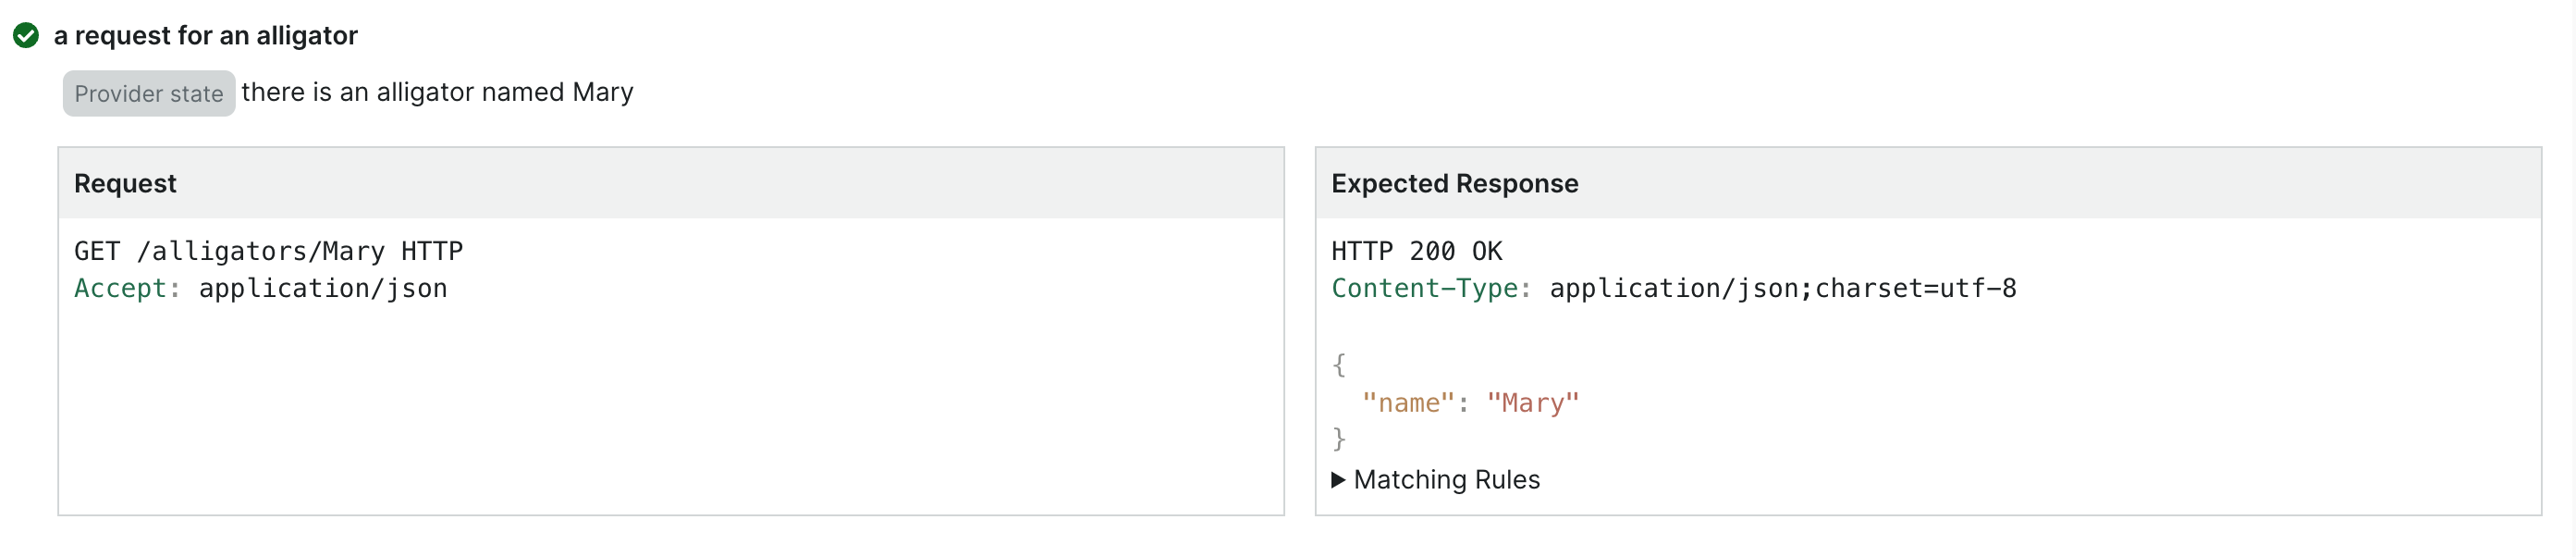 a request for an alligator
Provider state there is an alligator named Mary
Request
GET /alligators/Mary HTTP
Accept: application/json
Expected Response
HTTP 200 OK
Content-Type: application/json;charset=utf-8
{
"name": "Mary"
}
Matching Rules